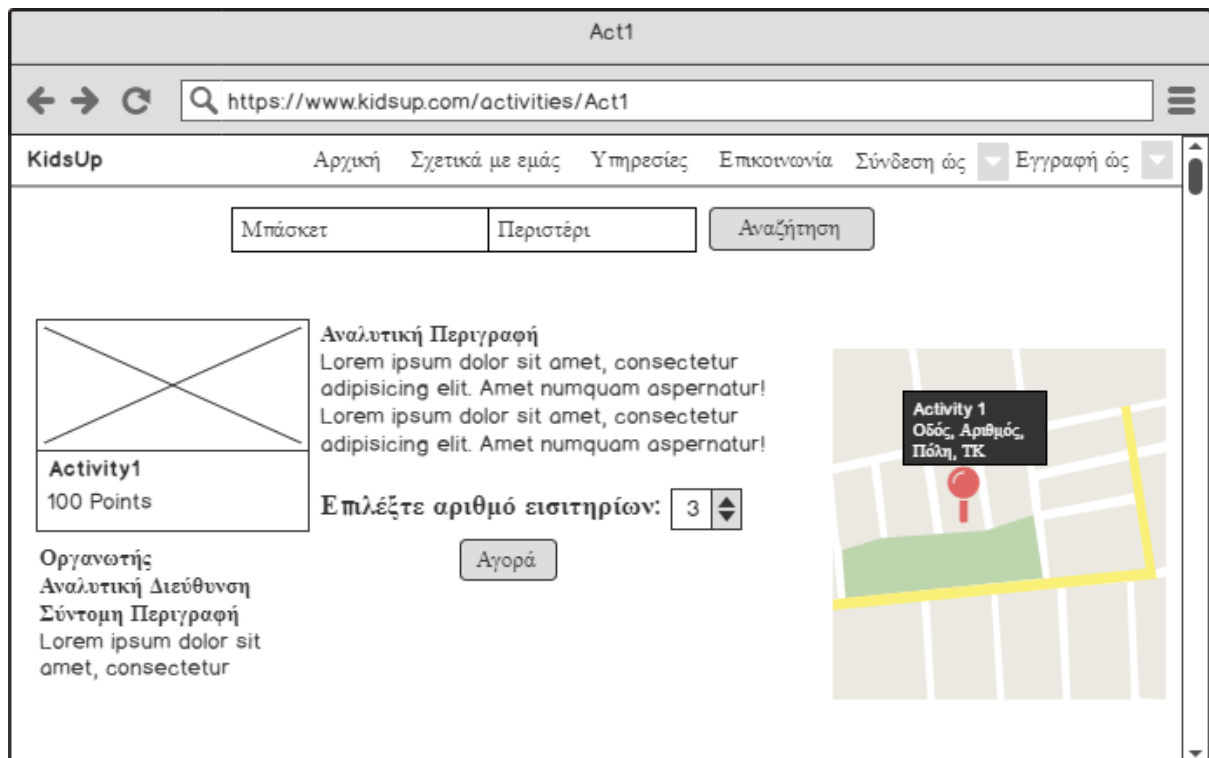 Act1
https://www.kidsup.com/activities/Act1
KidsUp Αρχική Σχετικά με εμάς Υπηρεσίες Επικοινωνία Σύνδεση ώς Εγγραφή ώς
Μπάσκετ Περιστέρι Αναζήτηση
Activity1
100 Points
Οργανωτής
Αναλυτική Διεύθυνση
Σύντομη Περιγραφή
Lorem ipsum dolor sit
amet, consectetur
Αναλυτική Περιγραφή
Lorem ipsum dolor sit amet, consectetur
adipisicing elit. Amet numquam aspernatur!
Lorem ipsum dolor sit amet, consectetur
adipisicing elit. Amet numquam aspernatur!
Επιλέξτε αριθμό εισιτηρίων: 3
Αγορά
Activity 1
Οδός, Αριθμός,
Πόλη, ΤΚ